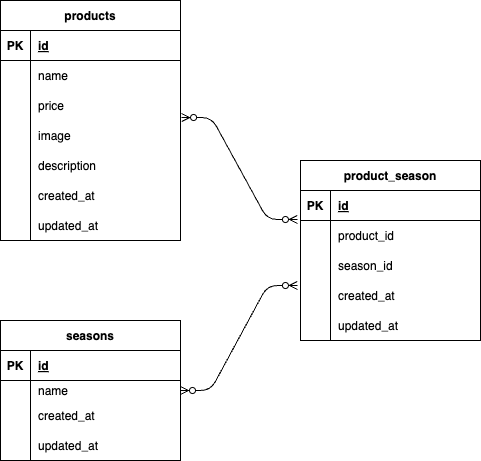 products
PK id
name
price
image
description
created_at
updated_at
product_season
PK id
product_id
season_id
created_at
updated_at
seasons
PK id
name
created_at
updated_at